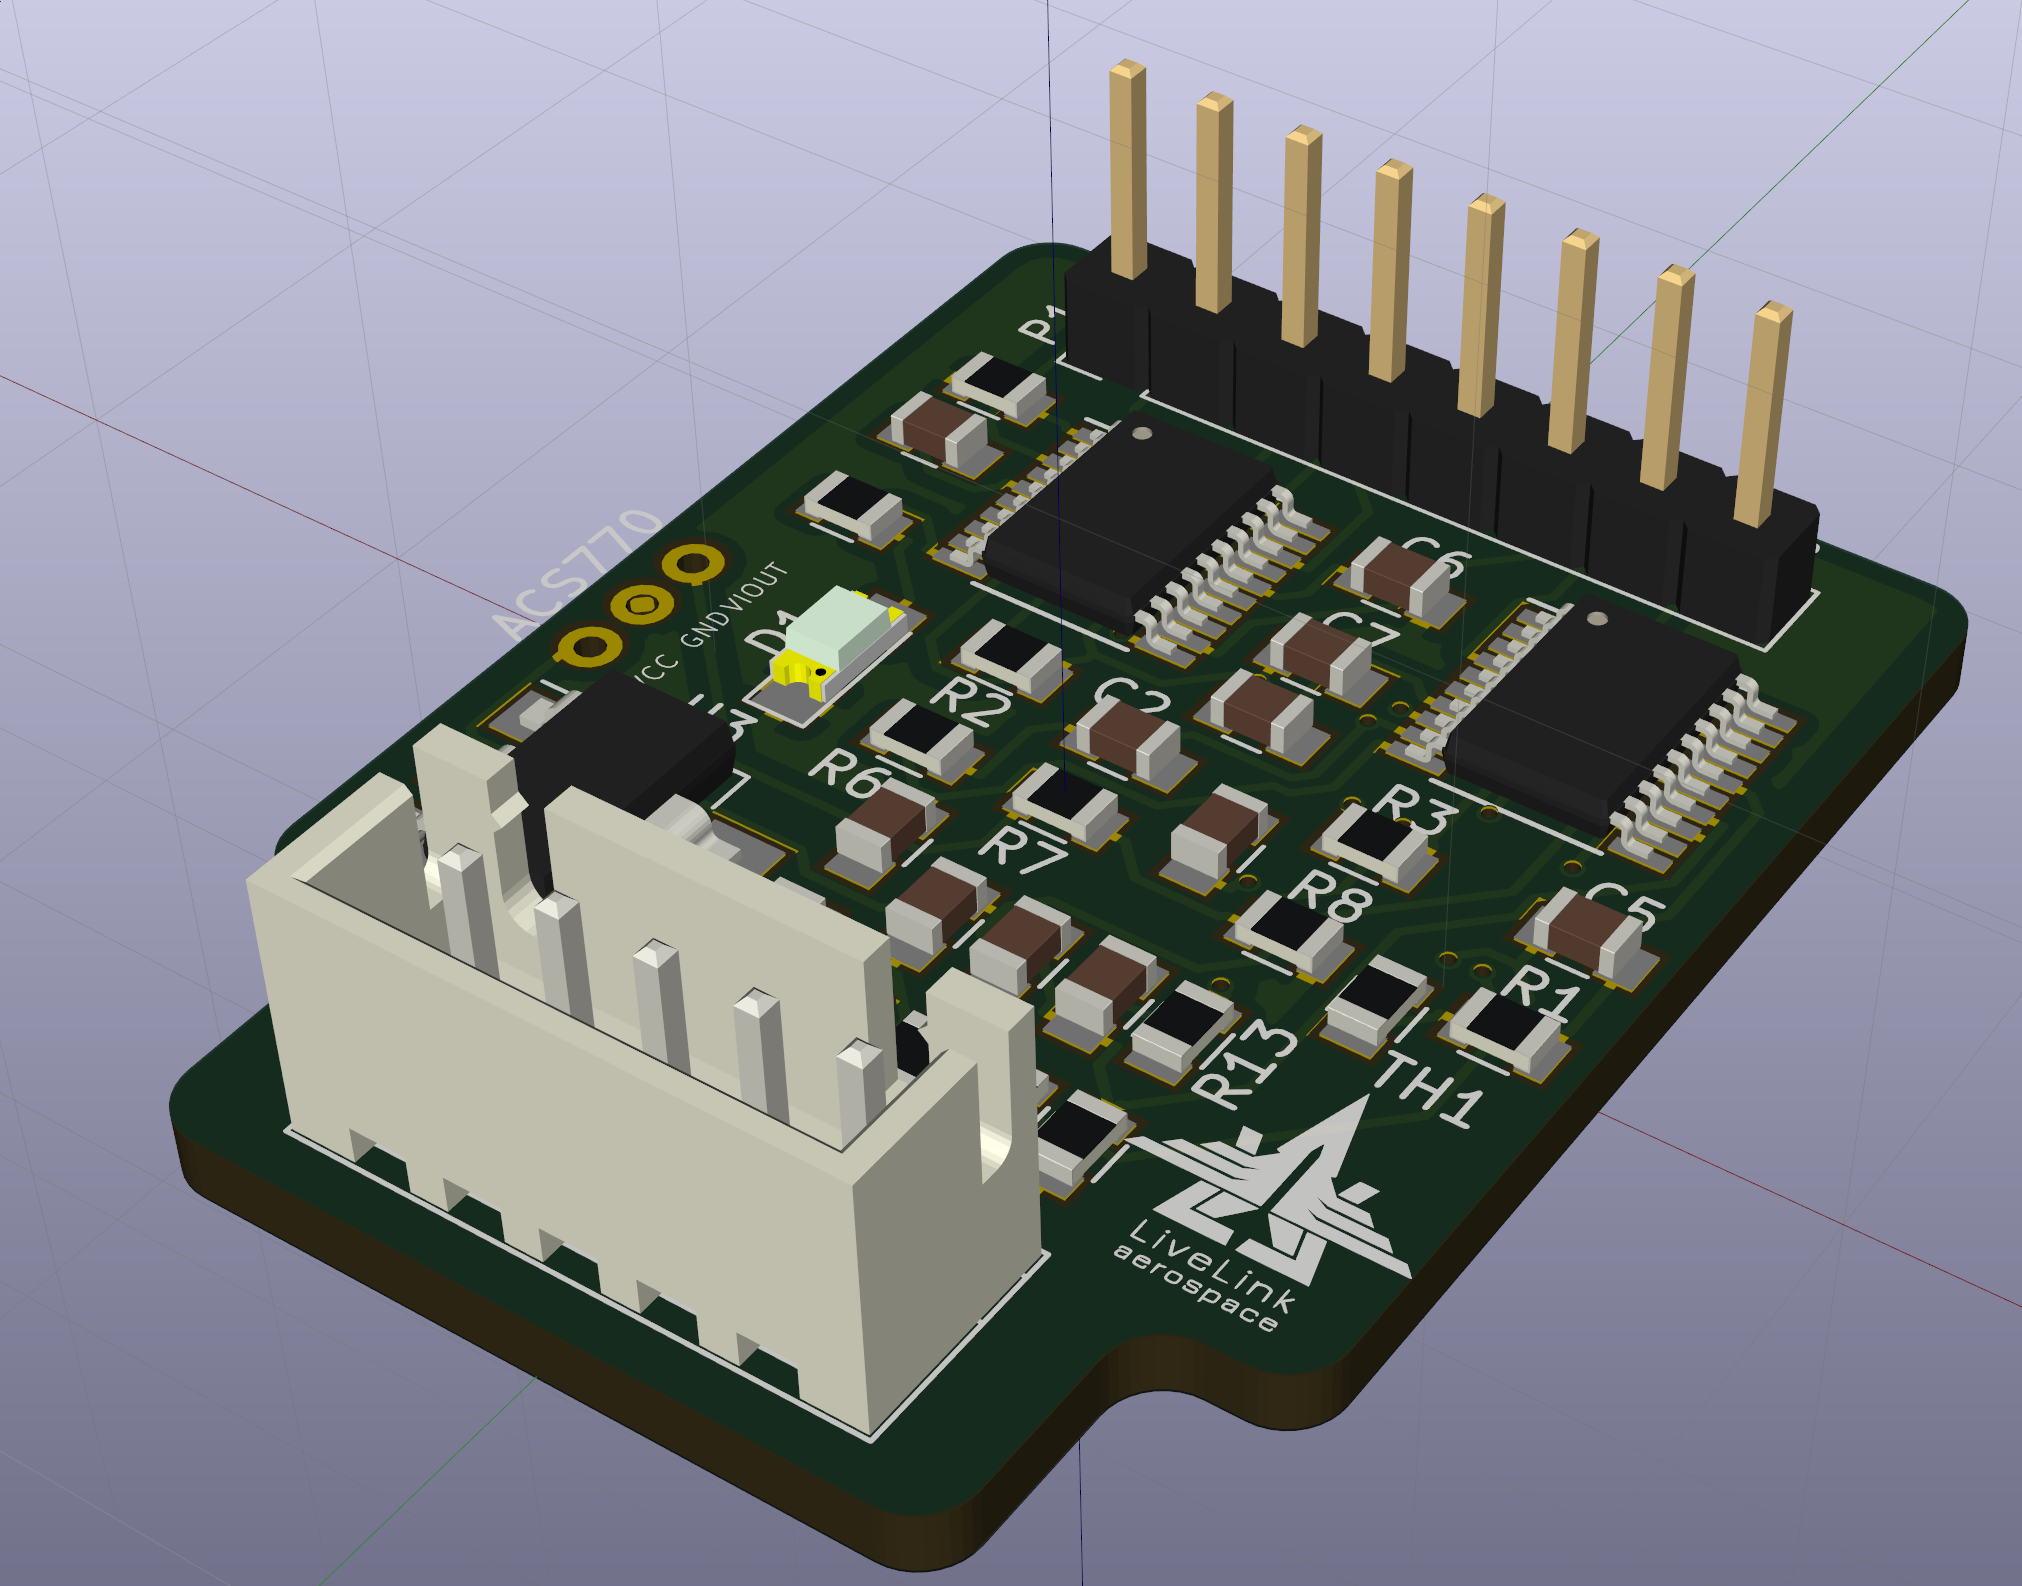 P1
ACS770
VCC GND VIOUT
D1
C6
C7
R2
C2
U3
R6
R3
R7
R8
C5
R1
R13
TH1
LiveLink
aerospace